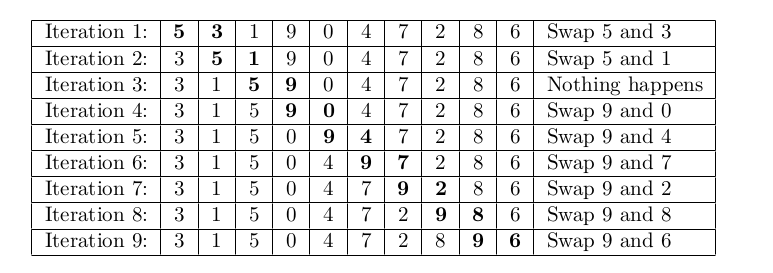 Iteration 1: 5 3 1 9 0 4 7 2 8 6 Swap 5 and 3
Iteration 2: 3 5 1 9 0 4 7 2 8 6 Swap 5 and 1
Iteration 3: 3 1 5 9 0 4 7 2 8 6 Nothing happens
Iteration 4: 3 1 5 9 0 4 7 2 8 6 Swap 9 and 0
Iteration 5: 3 1 5 0 9 4 7 2 8 6 Swap 9 and 4
Iteration 6: 3 1 5 0 4 9 7 2 8 6 Swap 9 and 7
Iteration 7: 3 1 5 0 4 7 9 2 8 6 Swap 9 and 2
Iteration 8: 3 1 5 0 4 7 2 9 8 6 Swap 9 and 8
Iteration 9: 3 1 5 0 4 7 2 8 9 6 Swap 9 and 6